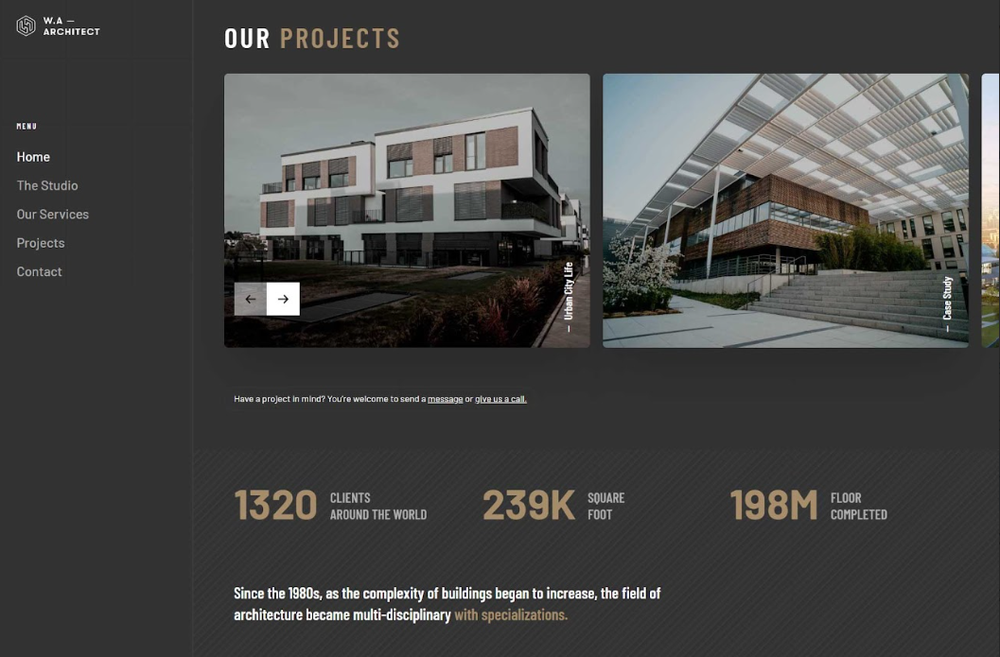 W.A —
ARCHITECT
MENU
Home
The Studio
Our Services
Projects
Contact
OUR PROJECTS
— Urban City Life
— Case Study
Have a project in mind? You're welcome to send a message or give us a call.
1320 CLIENTS
AROUND THE WORLD
239K SQUARE
FOOT
198M FLOOR
COMPLETED
Since the 1980s, as the complexity of buildings began to increase, the field of
architecture became multi-disciplinary with specializations.